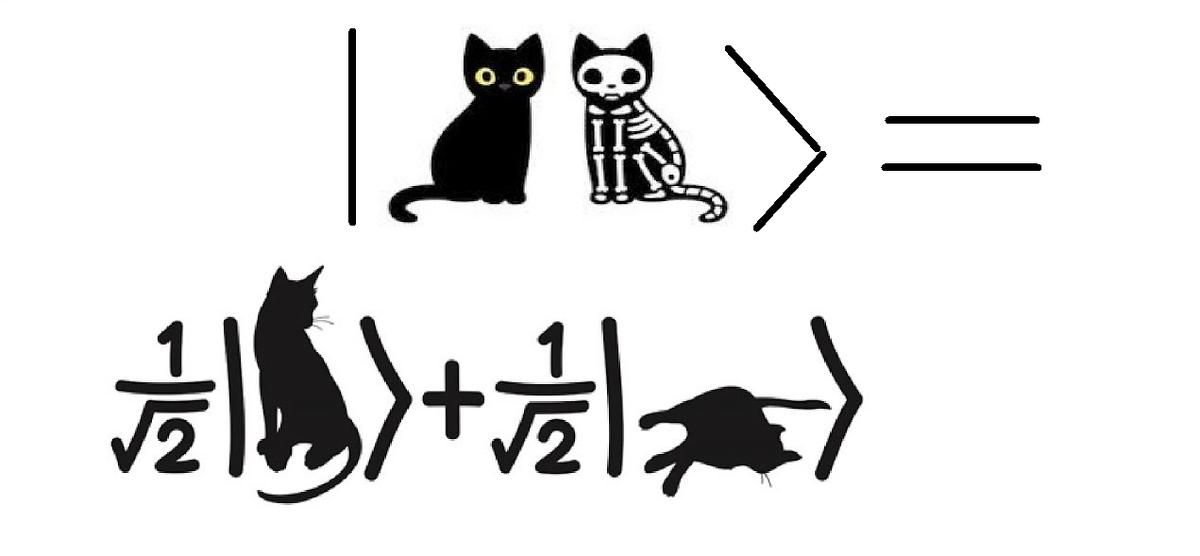 | ⟩ =
1/√2 | ⟩ + 1/√2 | ⟩